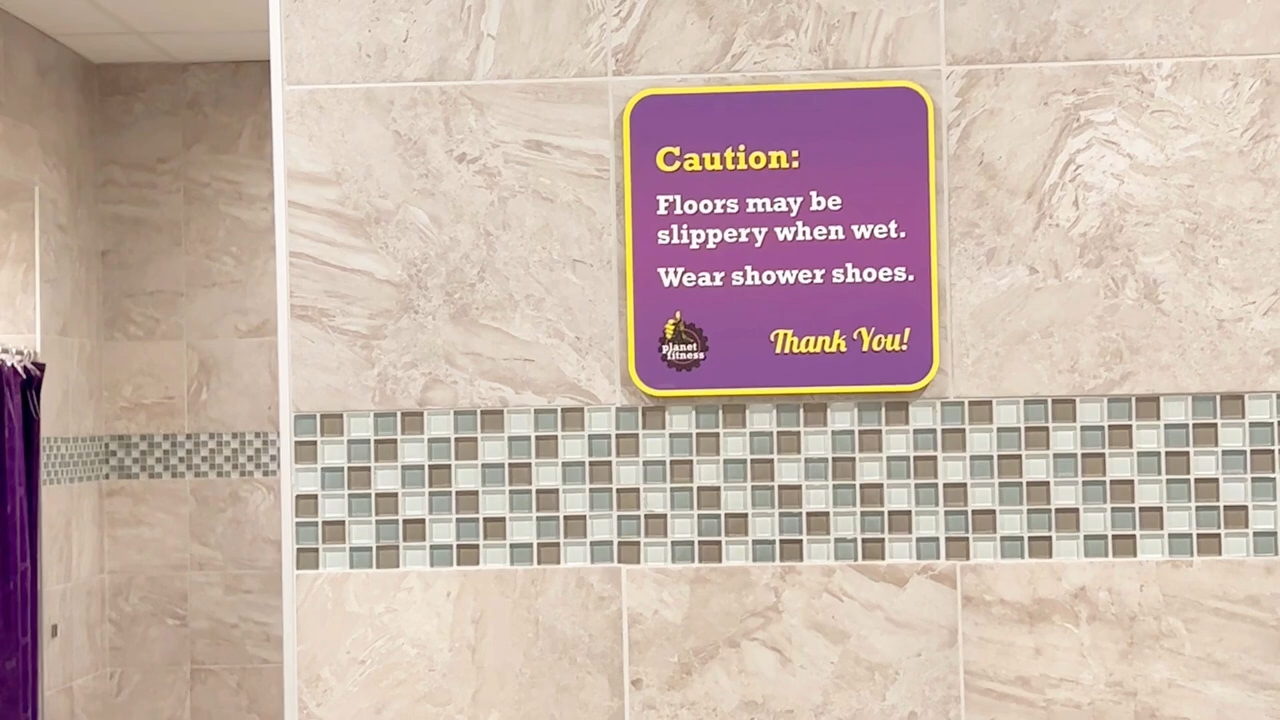 Caution:
Floors may be
slippery when wet.
Wear shower shoes.
planet
fitness
Thank You!